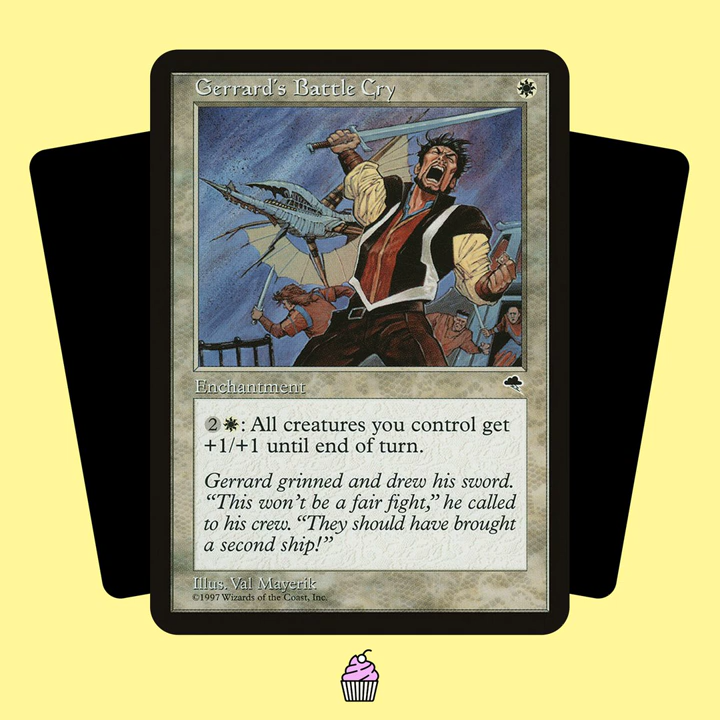 Gerrard's Battle Cry
Enchantment
2: All creatures you control get
+1/+1 until end of turn.
Gerrard grinned and drew his sword.
“This won’t be a fair fight,” he called
to his crew. “They should have brought
a second ship!”
Illus. Val Mayerik
©1997 Wizards of the Coast, Inc.